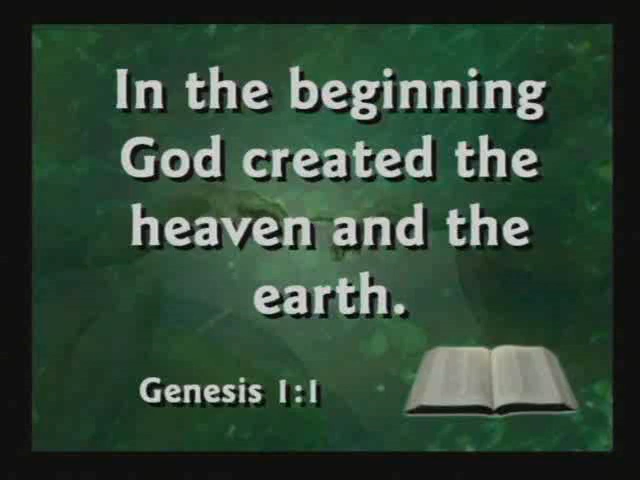 In the beginning
God created the
heaven and the
earth.
Genesis 1:1